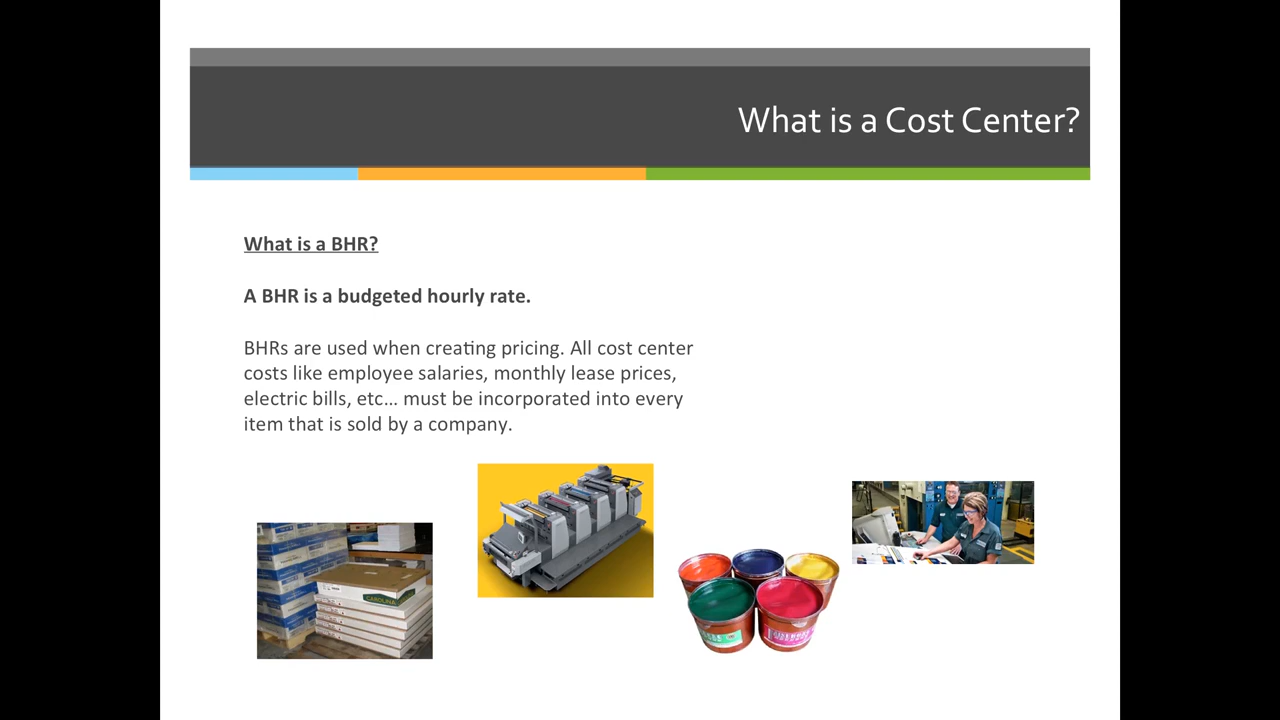 What is a Cost Center?
What is a BHR?
A BHR is a budgeted hourly rate.
BHRs are used when creating pricing. All cost center
costs like employee salaries, monthly lease prices,
electric bills, etc… must be incorporated into every
item that is sold by a company.
CAROLINA